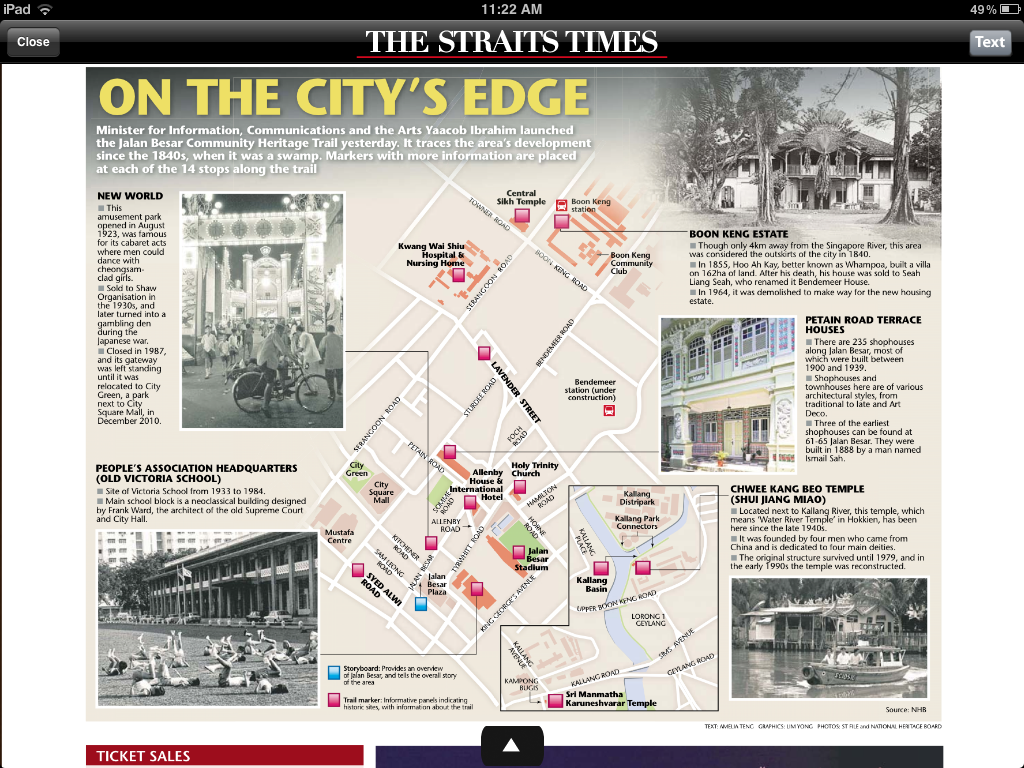 iPad
11:22 AM
49%
Close
THE STRAITS TIMES
Text
ON THE CITY'S EDGE
Minister for Information, Communications and the Arts Yaacob Ibrahim launched
the Jalan Besar Community Heritage Trail yesterday. It traces the area's development
since the 1840s, when it was a swamp. Markers with more information are placed
at each of the 14 stops along the trail
NEW WORLD
This
amusement park
opened in August
1923, was famous
for its cabaret acts
where men could
dance with
cheongsam-
clad girls.
Sold to Shaw
Organisation in
the 1930s, and
later turned into a
gambling den
during the
Japanese war.
Closed in 1987,
and its gateway
was left standing
until it was
relocated to City
Green, a park
next to City
Square Mall, in
December 2010.
PEOPLE'S ASSOCIATION HEADQUARTERS
(OLD VICTORIA SCHOOL)
Site of Victoria School from 1933 to 1984.
Main school block is a neoclassical building designed
by Frank Ward, the architect of the old Supreme Court
and City Hall.
Central
Sikh Temple
Boon Keng
station
TOWNER ROAD
Kwang Wai Shiu
Hospital &
Nursing Home
SERANGOON ROAD
BOON KENG ROAD
Boon Keng
Community
Club
BENDEMEER ROAD
LAVENDER STREET
STURDEE ROAD
Bendemeer
station (under
construction)
FOCH
ROAD
SERANGOON ROAD
PETAIN ROAD
City
Green
City
Square
Mall
Allenby
House &
International
Hotel
Holy Trinity
Church
HAMILTON
ROAD
HORNE
ROAD
ALLENBY
ROAD
TYRWHITT ROAD
Mustafa
Centre
KITCHENER
ROAD
SAM LEONG
ROAD
JALAN BESAR
SYED ALWI
ROAD
Jalan
Besar
Plaza
Jalan
Besar
Stadium
KING GEORGE'S AVENUE
Kallang
Distripark
Kallang Park
Connectors
KALLANG
PLACE
Kallang
Basin
UPPER BOON KENG ROAD
LORONG 1
GEYLANG
SIMS AVENUE
GEYLANG ROAD
KALLANG
AVENUE
KALLANG ROAD
KAMPONG
BUGIS
Sri Manmatha
Karuneshvarar Temple
Storyboard: Provides an overview
of Jalan Besar, and tells the overall story
of the area
Trail marker: Informative panels indicating
historic sites, with information about the trail
BOON KENG ESTATE
Though only 4km away from the Singapore River, this area
was considered the outskirts of the city in 1840.
In 1855, Hoo Ah Kay, better known as Whampoa, built a villa
on 162ha of land. After his death, his house was sold to Seah
Liang Seah, who renamed it Bendemeer House.
In 1964, it was demolished to make way for the new housing
estate.
PETAIN ROAD TERRACE
HOUSES
There are 235 shophouses
along Jalan Besar, most of
which were built between
1900 and 1939.
Shophouses and
townhouses here are of various
architectural styles, from
traditional to late and Art
Deco.
Three of the earliest
shophouses can be found at
61-65 Jalan Besar. They were
built in 1888 by a man named
Ismail Sah.
CHWEE KANG BEO TEMPLE
(SHUI JIANG MIAO)
Located next to Kallang River, this temple, which
means 'Water River Temple' in Hokkien, has been
here since the late 1940s.
It was founded by four men who came from
China and is dedicated to four main deities.
The original structure survived until 1979, and in
the early 1990s the temple was reconstructed.
Source: NHB
TEXT: AMELIA TENG GRAPHICS: LIM YONG PHOTOS: ST FILE and NATIONAL HERITAGE BOARD
TICKET SALES